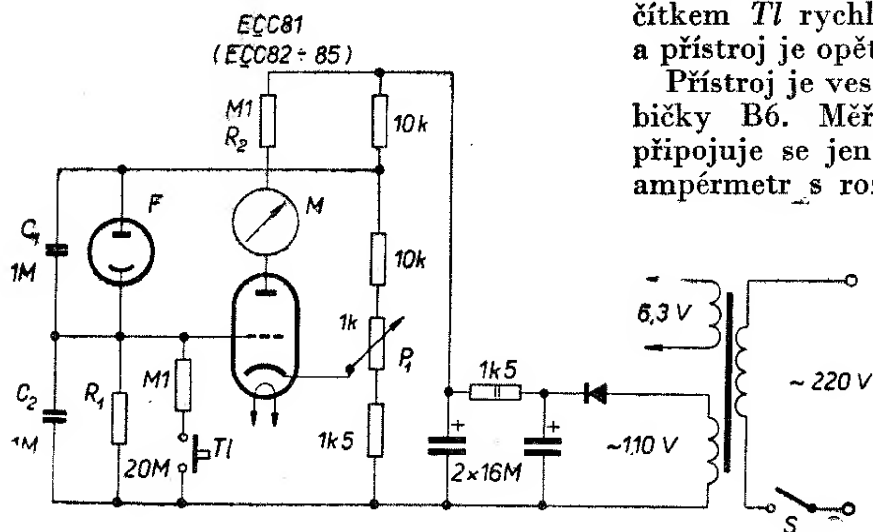 ECC81
(ECC82 ÷ 85)
M1
R2
10k
C1
1M
F
M
10k
1k
P1
C2
1M
R1
M1
20M
Tl
1k5
1k5
2×16M
~110 V
6,3 V
~220 V
S
čítkem Tl rychl
a přístroj je opět
Přístroj je ves
bičky B6. Měř
připojuje se jen
ampérmetr s roz